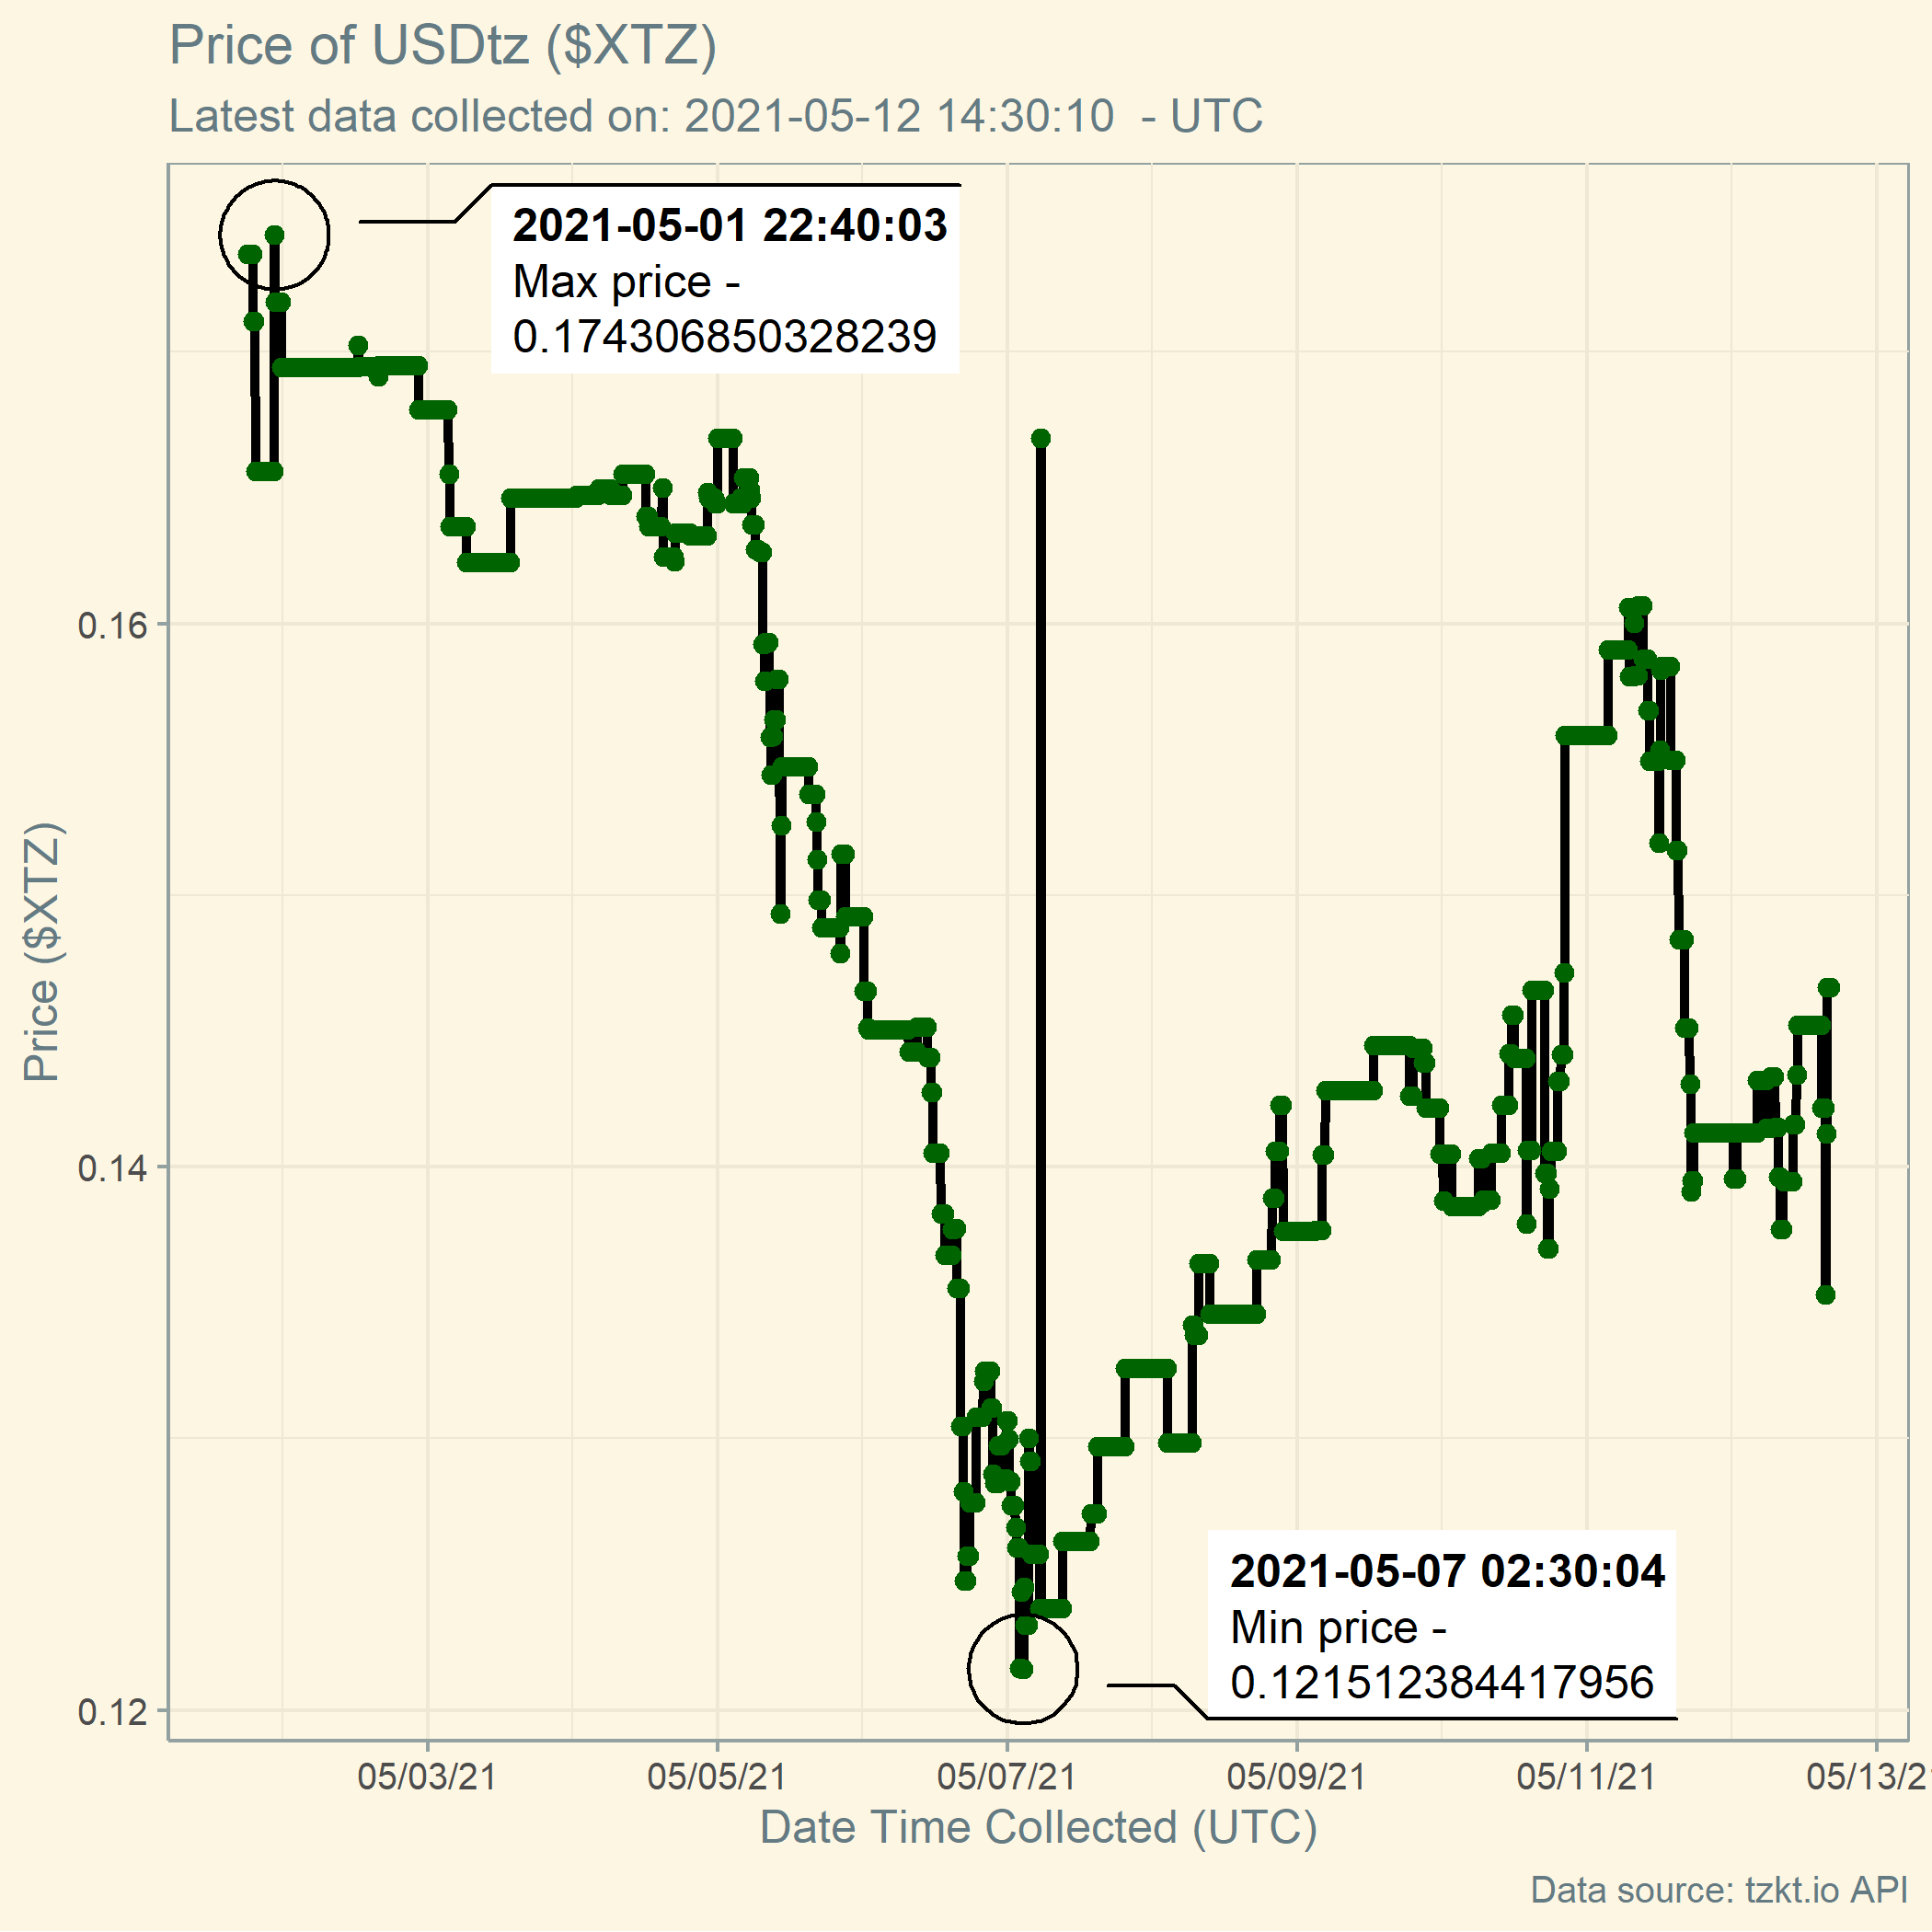 Price of USDtz ($XTZ)
Latest data collected on: 2021-05-12 14:30:10  - UTC
2021-05-01 22:40:03
Max price -
0.174306850328239
0.16
0.14
0.12
Price ($XTZ)
2021-05-07 02:30:04
Min price -
0.121512384417956
05/03/21
05/05/21
05/07/21
05/09/21
05/11/21
05/13/21
Date Time Collected (UTC)
Data source: tzkt.io API